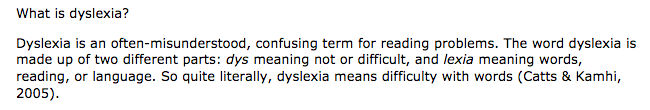 What is dyslexia?
Dyslexia is an often-misunderstood, confusing term for reading problems. The word dyslexia is
made up of two different parts: dys meaning not or difficult, and lexia meaning words,
reading, or language. So quite literally, dyslexia means difficulty with words (Catts & Kamhi,
2005).